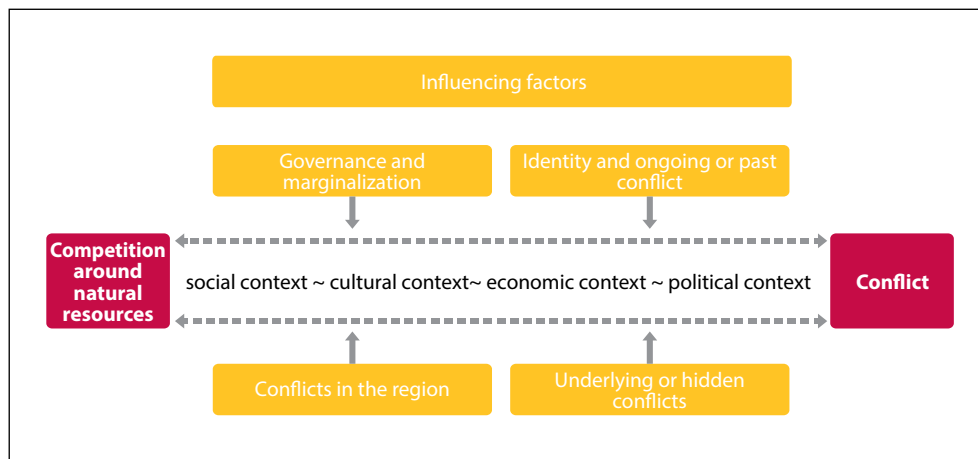 Influencing factors
Governance and
marginalization
Identity and ongoing or past
conflict
Competition
around
natural
resources
social context ~ cultural context~ economic context ~ political context
Conflict
Conflicts in the region
Underlying or hidden
conflicts